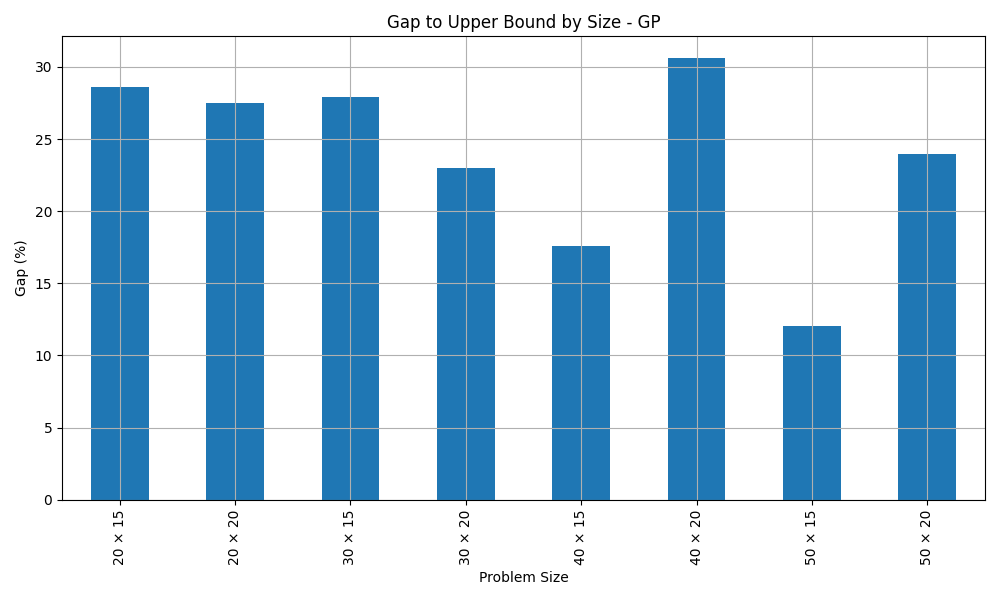 Gap to Upper Bound by Size - GP
Gap (%)
30
25
20
15
10
5
0
20 × 15
20 × 20
30 × 15
30 × 20
40 × 15
40 × 20
50 × 15
50 × 20
Problem Size